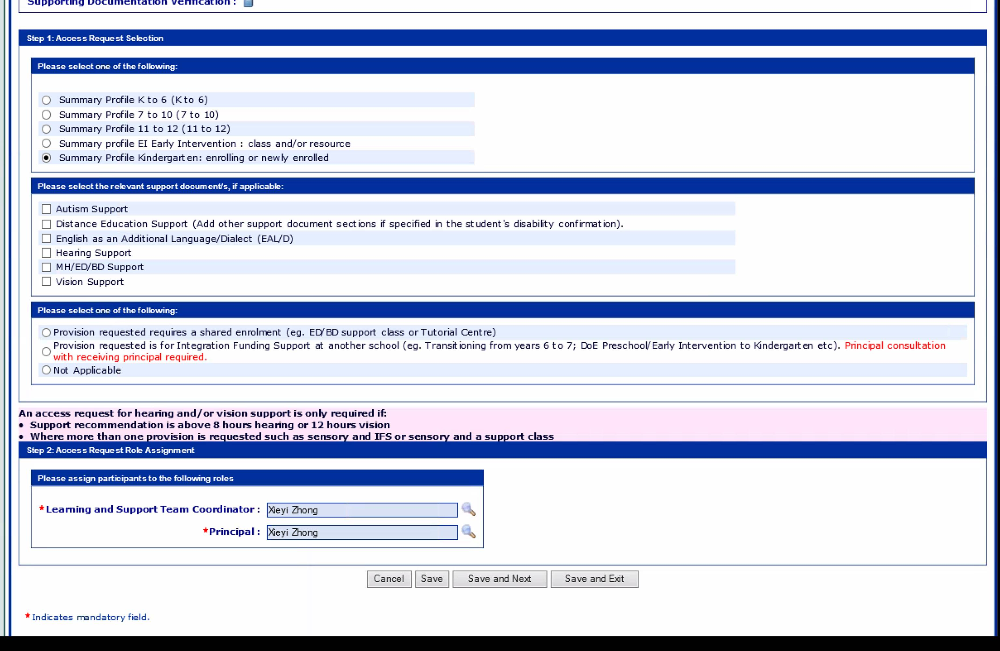 Supporting Documentation Verification :
Step 1: Access Request Selection
Please select one of the following:
Summary Profile K to 6 (K to 6)
Summary Profile 7 to 10 (7 to 10)
Summary Profile 11 to 12 (11 to 12)
Summary profile EI Early Intervention : class and/or resource
Summary Profile Kindergarten: enrolling or newly enrolled
Please select the relevant support document/s, if applicable:
Autism Support
Distance Education Support (Add other support document sections if specified in the student's disability confirmation).
English as an Additional Language/Dialect (EAL/D)
Hearing Support
MH/ED/BD Support
Vision Support
Please select one of the following:
Provision requested requires a shared enrolment (eg. ED/BD support class or Tutorial Centre)
Provision requested is for Integration Funding Support at another school (eg. Transitioning from years 6 to 7; DoE Preschool/Early Intervention to Kindergarten etc). Principal consultation
with receiving principal required.
Not Applicable
An access request for hearing and/or vision support is only required if:
• Support recommendation is above 8 hours hearing or 12 hours vision
• Where more than one provision is requested such as sensory and IFS or sensory and a support class
Step 2: Access Request Role Assignment
Please assign participants to the following roles
*Learning and Support Team Coordinator : Xieyi Zhong
*Principal : Xieyi Zhong
Cancel Save Save and Next Save and Exit
* Indicates mandatory field.